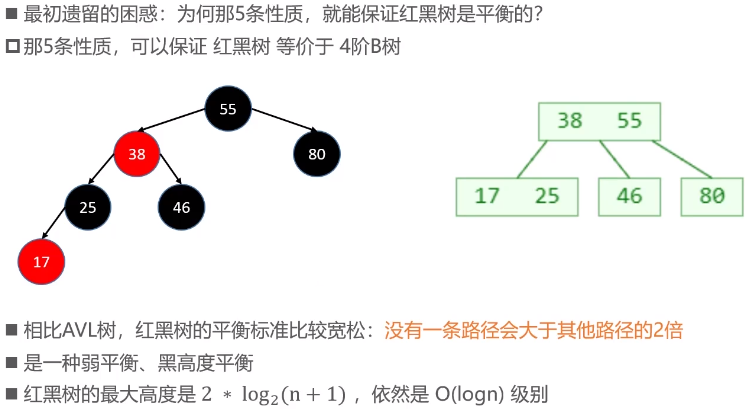 最初遗留的困惑：为何那5条性质，就能保证红黑树是平衡的？
那5条性质，可以保证 红黑树 等价于 4阶B树
55
38 55
38
80
25
46
17 25
46
80
17
相比AVL树，红黑树的平衡标准比较宽松：没有一条路径会大于其他路径的2倍
是一种弱平衡、黑高度平衡
红黑树的最大高度是 2 * log₂(n + 1) ，依然是 O(logn) 级别